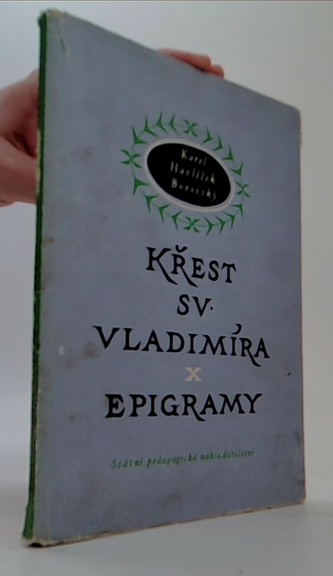 Karel
Havlíček
Borovský
KŘEST
SV.
VLADIMÍRA
X
EPIGRAMY
Státní pedagogické nakladatelství